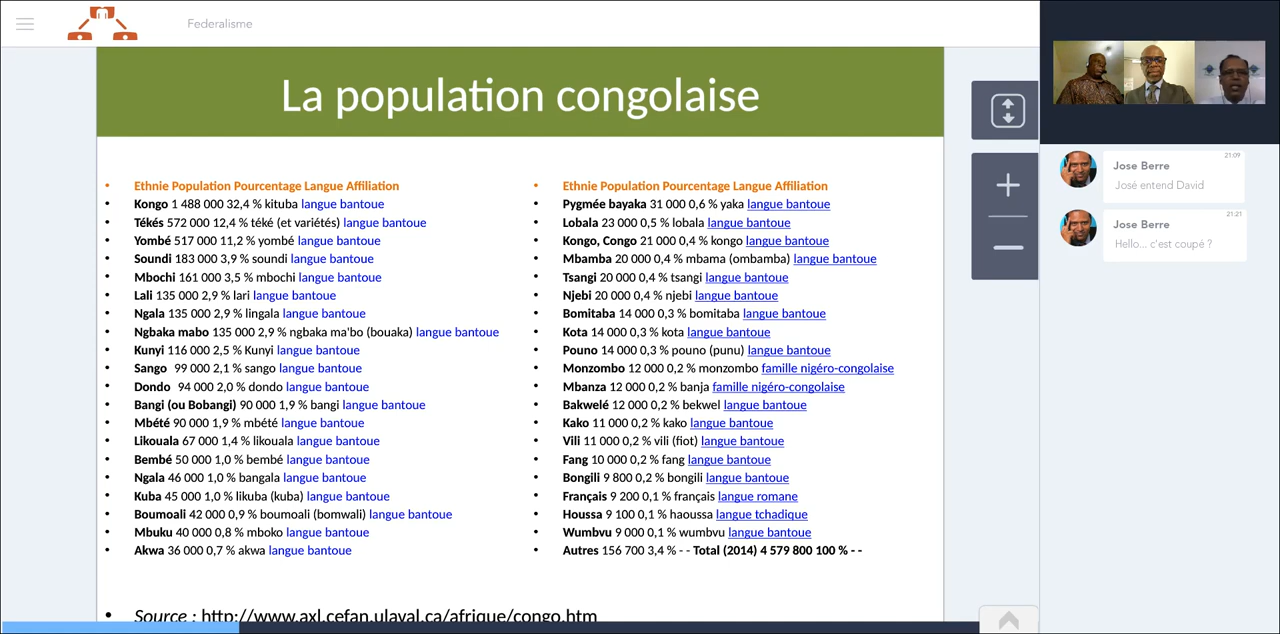 Federalisme
La population congolaise
Ethnie Population Pourcentage Langue Affiliation
Kongo 1 488 000 32,4 % kituba langue bantoue
Tékés 572 000 12,4 % téké (et variétés) langue bantoue
Yombé 517 000 11,2 % yombé langue bantoue
Soundi 183 000 3,9 % soundi langue bantoue
Mbochi 161 000 3,5 % mbochi langue bantoue
Lali 135 000 2,9 % lari langue bantoue
Ngala 135 000 2,9% lingala langue bantoue
Ngbaka mabo 135 000 2,9 % ngbaka ma'bo (bouaka) langue bantoue
Kunyi 116 000 2,5 % Kunyi langue bantoue
Sango 99 000 2,1 % sango langue bantoue
Dondo 94 000 2,0 % dondo langue bantoue
Bangi (ou Bobangi) 90 000 1,9 % bangi langue bantoue
Mbété 90 000 1,9 % mbété langue bantoue
Likouala 67 000 1,4 % likouala langue bantoue
Bembé 50 000 1,0 % bembé langue bantoue
Ngala 46 000 1,0 % bangala langue bantoue
Kuba 45 000 1,0 % likuba (kuba) langue bantoue
Boumoali 42 000 0,9 % boumoali (bomwali) langue bantoue
Mbuku 40 000 0,8 % mboko langue bantoue
Akwa 36 000 0,7 % akwa langue bantoue
Source : http://www.axl.cefan.ulaval.ca/afrique/congo.htm
Ethnie Population Pourcentage Langue Affiliation
Pygmée bayaka 31 000 0,6 % yaka langue bantoue
Lobala 23 000 0,5 % lobala langue bantoue
Kongo, Congo 21 000 0,4 % kongo langue bantoue
Mbamba 20 000 0,4 % mbama (ombamba) langue bantoue
Tsangi 20 000 0,4 % tsangi langue bantoue
Njebi 20 000 0,4 % njebi langue bantoue
Bomitaba 14 000 0,3 % bomitaba langue bantoue
Kota 14 000 0,3 % kota langue bantoue
Pouno 14 000 0,3 % pouno (punu) langue bantoue
Monzombo 12 000 0,2 % monzombo famille nigéro-congolaise
Mbanza 12 000 0,2 % banja famille nigéro-congolaise
Bakwelé 12 000 0,2 % bekwel langue bantoue
Kako 11 000 0,2 % kako langue bantoue
Vili 11 000 0,2 % vili (fiot) langue bantoue
Fang 10 000 0,2 % fang langue bantoue
Bongili 9 800 0,2 % bongili langue bantoue
Français 9 200 0,1 % français langue romane
Houssa 9 100 0,1 % haoussa langue tchadique
Wumbvu 9 000 0,1 % wumbvu langue bantoue
Autres 156 700 3,4 % - - Total (2014) 4 579 800 100 % - -
21:09
Jose Berre
José entend David
21:21
Jose Berre
Hello... c'est coupé ?